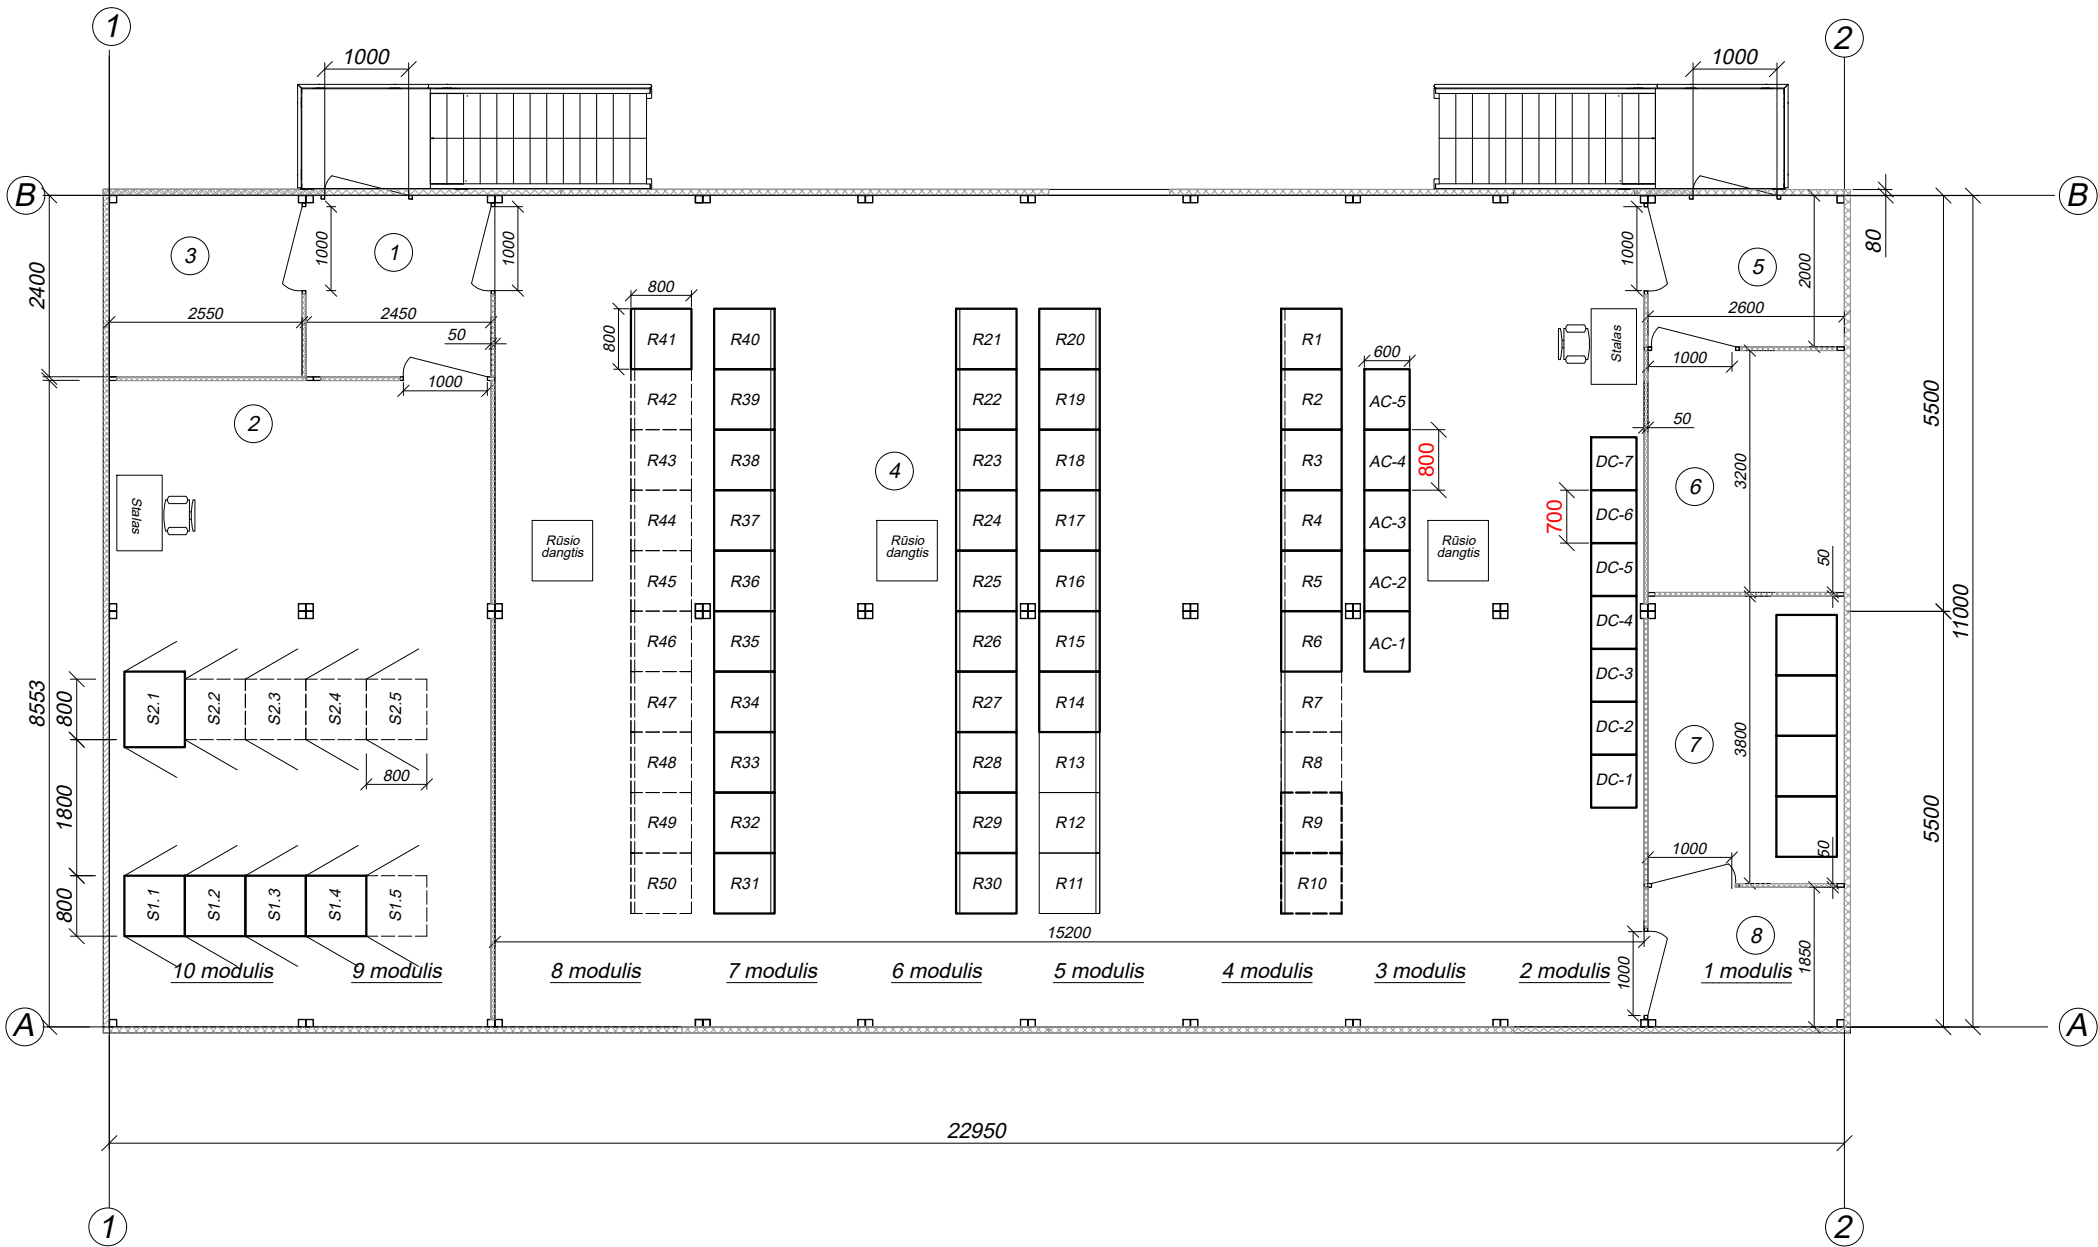 1
2
1000
1000
B
B
3
1
1000
1000
1000
5
2000
80
2400
2550
2450
50
800
800
2600
R41
R40
R21
R20
R1
Stalas
600
1000
1000
R42
R39
R22
R19
R2
AC-5
5500
2
50
R43
R38
4
R23
R18
R3
AC-4
800
DC-7
3200
6
Stalas
Rūsio
dangtis
R44
R37
Rūsio
dangtis
R24
R17
R4
AC-3
Rūsio
dangtis
700
DC-6
R45
R36
R25
R16
R5
AC-2
DC-5
50
11000
R46
R35
R26
R15
R6
AC-1
DC-4
8553
800
S2.1
S2.2
S2.3
S2.4
S2.5
R47
R34
R27
R14
R7
DC-3
800
R48
R33
R28
R13
R8
DC-2
DC-1
7
3800
1800
R49
R32
R29
R12
R9
5500
1000
50
800
S1.1
S1.2
S1.3
S1.4
S1.5
R50
R31
R30
R11
R10
15200
8
1850
1000
10 modulis
9 modulis
8 modulis
7 modulis
6 modulis
5 modulis
4 modulis
3 modulis
2 modulis
1 modulis
A
A
22950
1
2